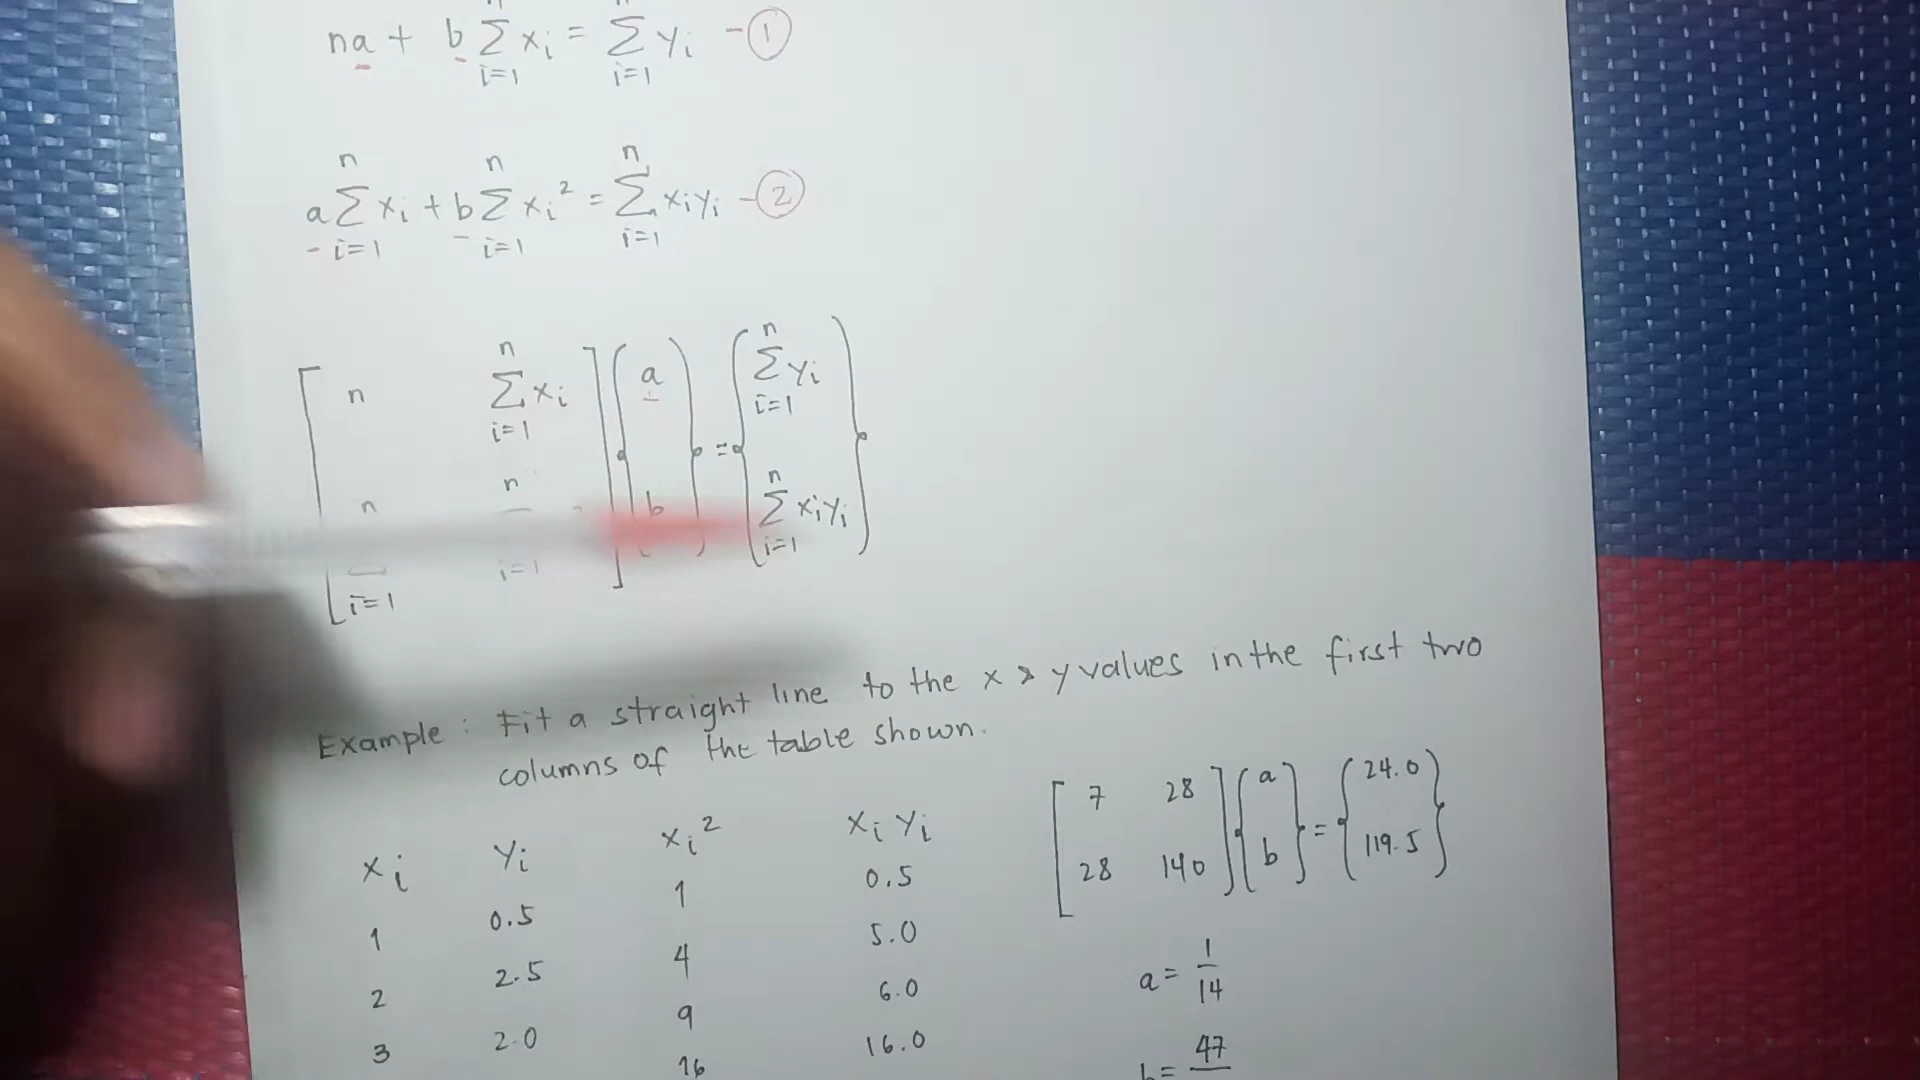 na + b Σ xi = Σ yi - ①
i=1 i=1
n n n
a Σ xi + b Σ xi² = Σ xiyi - ②
i=1 i=1 i=1
n n
n Σ xi a = Σ yi
i=1 i=1
n n b n
Σ xiyi
i=1 i=1 i=1
Example : Fit a straight line to the x & y values in the first two
columns of the table shown.
xi yi xi² xi yi
1 0.5 1 0.5
2 2.5 4 5.0
3 2.0 9 6.0
16 16.0
[7 28] {a} = {24.0}
[28 140] {b} {119.5}
a = 1/14
b = 47